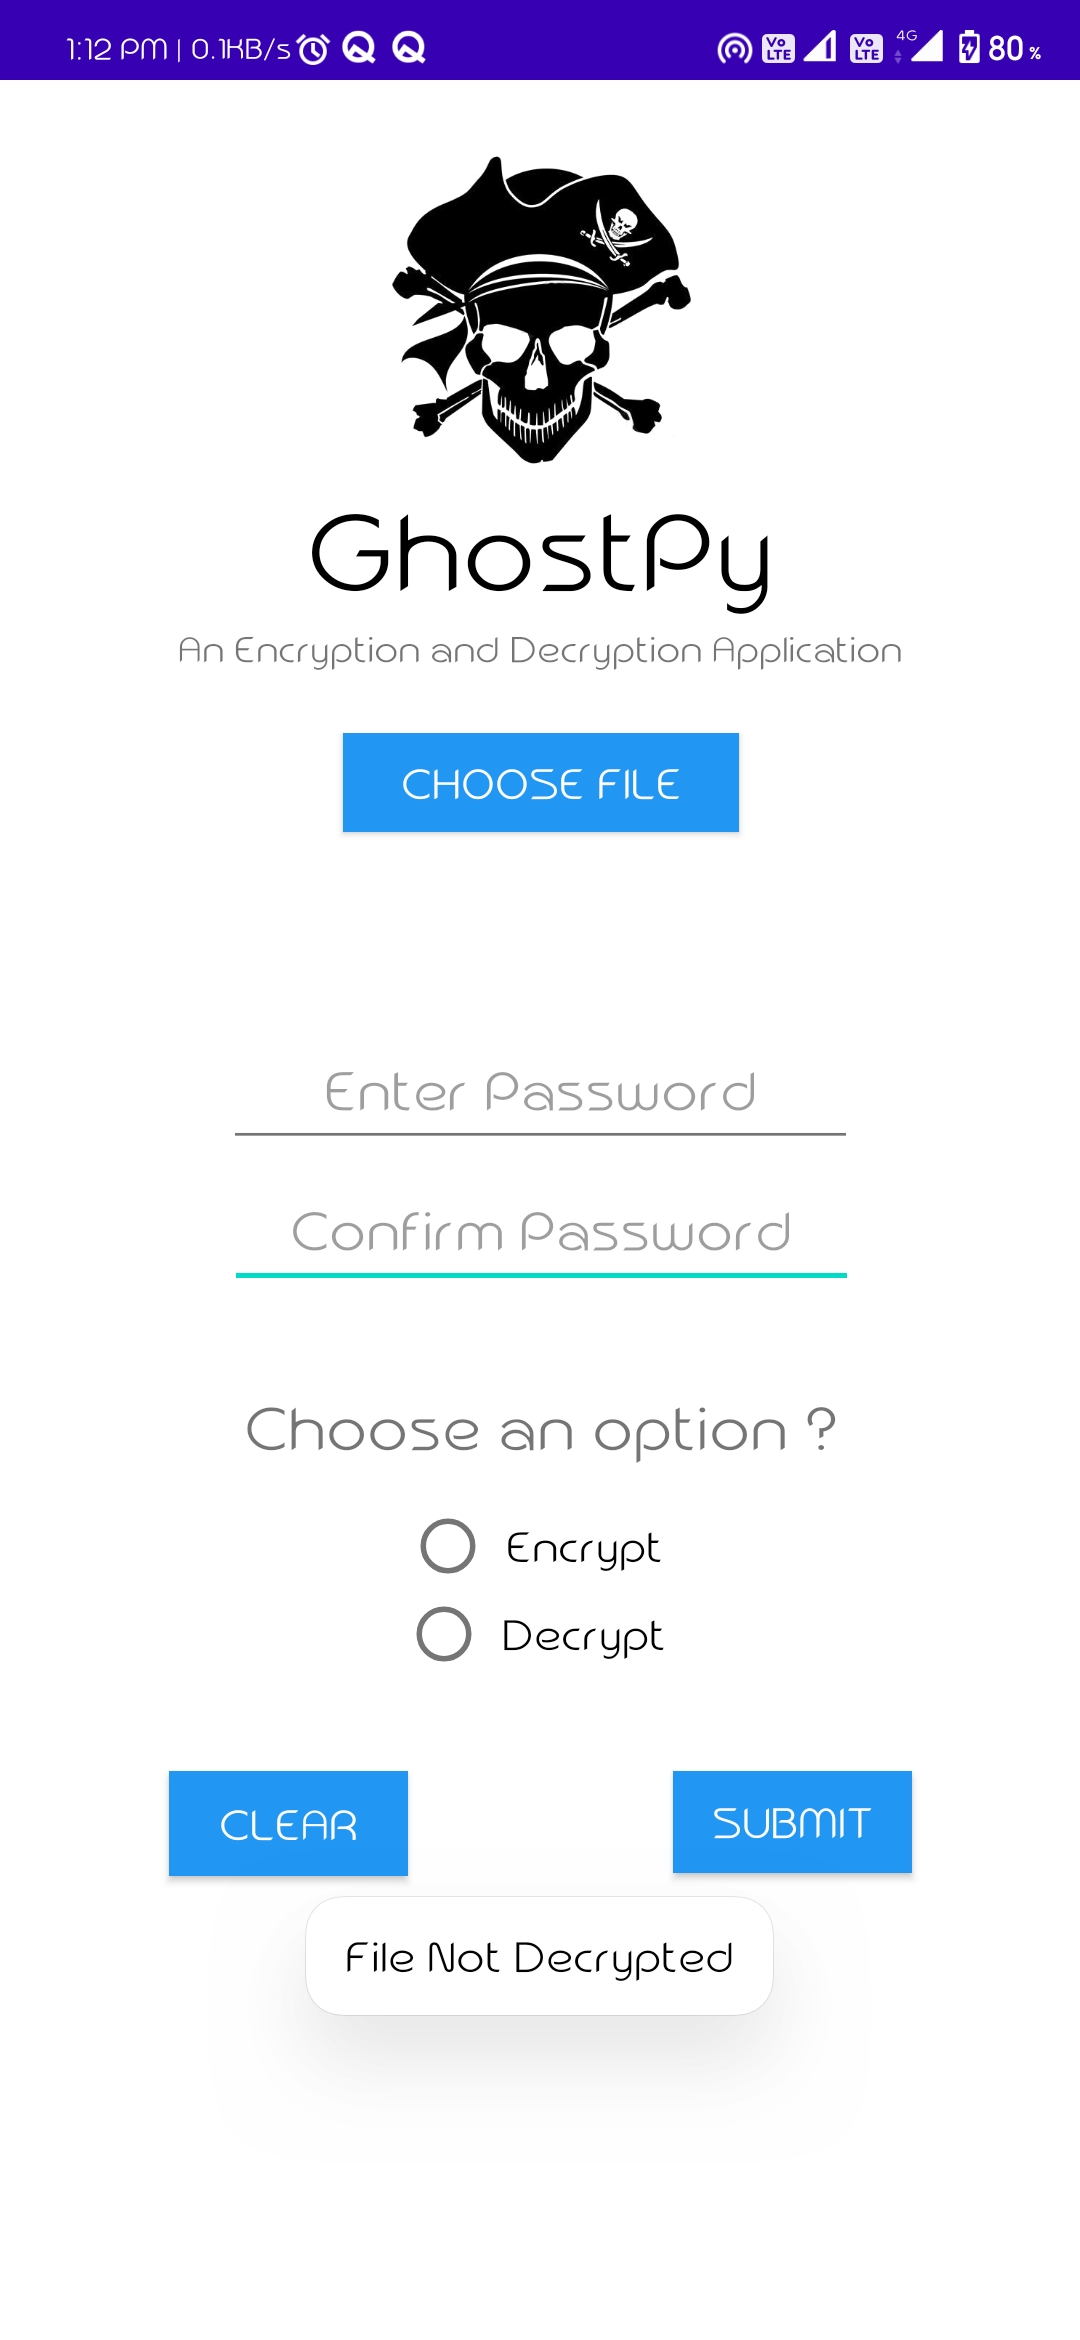 1:12 PM | 0.1KB/s
Vo LTE
Vo LTE
4G
80 %
GhostPy
An Encryption and Decryption Application
CHOOSE FILE
Enter Password
Confirm Password
Choose an option ?
Encrypt
Decrypt
CLEAR
SUBMIT
File Not Decrypted